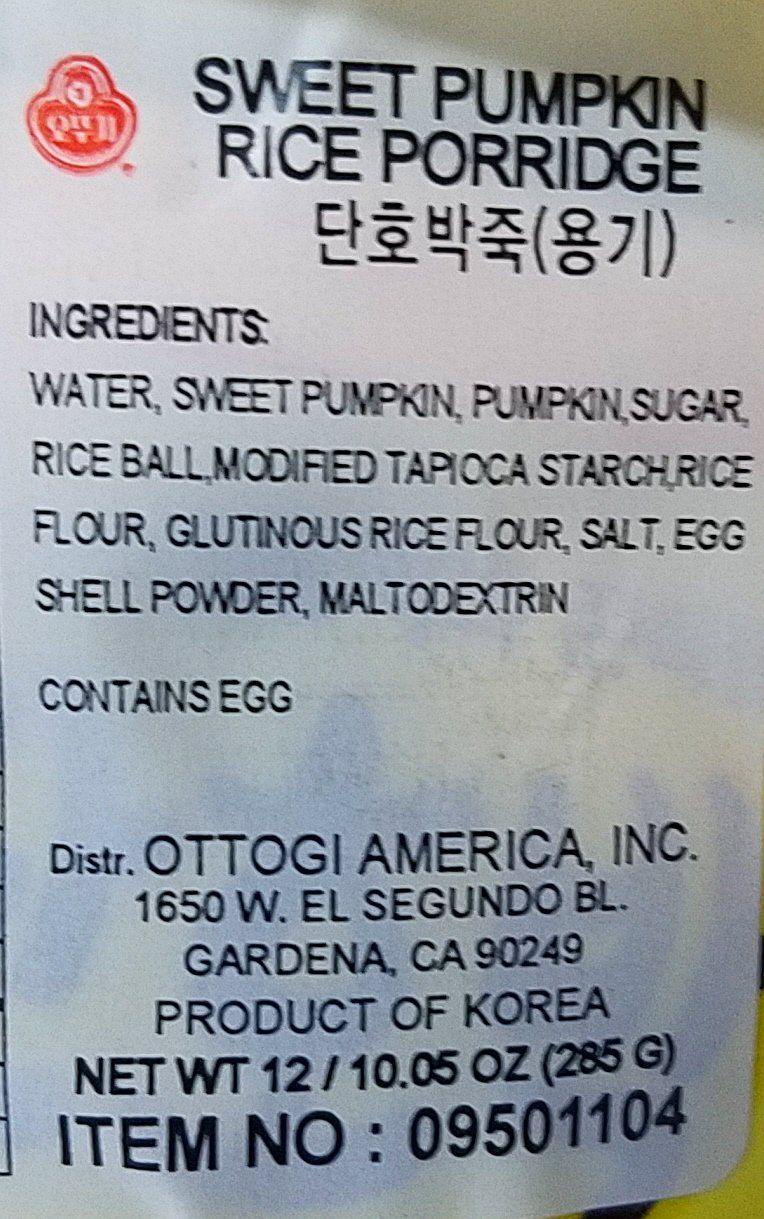 오뚜기
SWEET PUMPKIN
RICE PORRIDGE
단호박죽(용기)
INGREDIENTS:
WATER, SWEET PUMPKIN, PUMPKIN,SUGAR,
RICE BALL,MODIFIED TAPIOCA STARCH,RICE
FLOUR, GLUTINOUS RICE FLOUR, SALT, EGG
SHELL POWDER, MALTODEXTRIN
CONTAINS EGG
Distr. OTTOGI AMERICA, INC.
1650 W. EL SEGUNDO BL.
GARDENA, CA 90249
PRODUCT OF KOREA
NET WT 12 / 10.05 OZ (285 G)
ITEM NO : 09501104